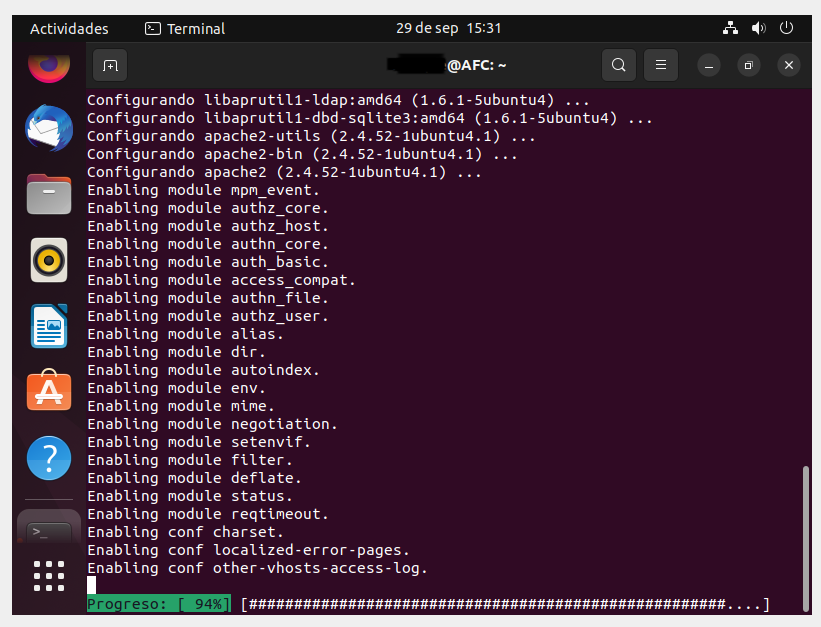 Actividades Terminal 29 de sep 15:31
@AFC: ~
Configurando libaprutil1-ldap:amd64 (1.6.1-5ubuntu4) ...
Configurando libaprutil1-dbd-sqlite3:amd64 (1.6.1-5ubuntu4) ...
Configurando apache2-utils (2.4.52-1ubuntu4.1) ...
Configurando apache2-bin (2.4.52-1ubuntu4.1) ...
Configurando apache2 (2.4.52-1ubuntu4.1) ...
Enabling module mpm_event.
Enabling module authz_core.
Enabling module authz_host.
Enabling module authn_core.
Enabling module auth_basic.
Enabling module access_compat.
Enabling module authn_file.
Enabling module authz_user.
Enabling module alias.
Enabling module dir.
Enabling module autoindex.
Enabling module env.
Enabling module mime.
Enabling module negotiation.
Enabling module setenvif.
Enabling module filter.
Enabling module deflate.
Enabling module status.
Enabling module reqtimeout.
Enabling conf charset.
Enabling conf localized-error-pages.
Enabling conf other-vhosts-access-log.
Progreso: [ 94%] [#####################################################....]